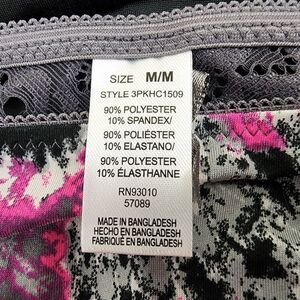 SIZE M/M
STYLE 3PKHC1509
90% POLYESTER
10% SPANDEX/
90% POLIÉSTER
10% ELASTANO/
90% POLYESTER
10% ÉLASTHANNE
RN93010
57089
MADE IN BANGLADESH
HECHO EN BANGLADESH
FABRIQUÉ EN BANGLADESH